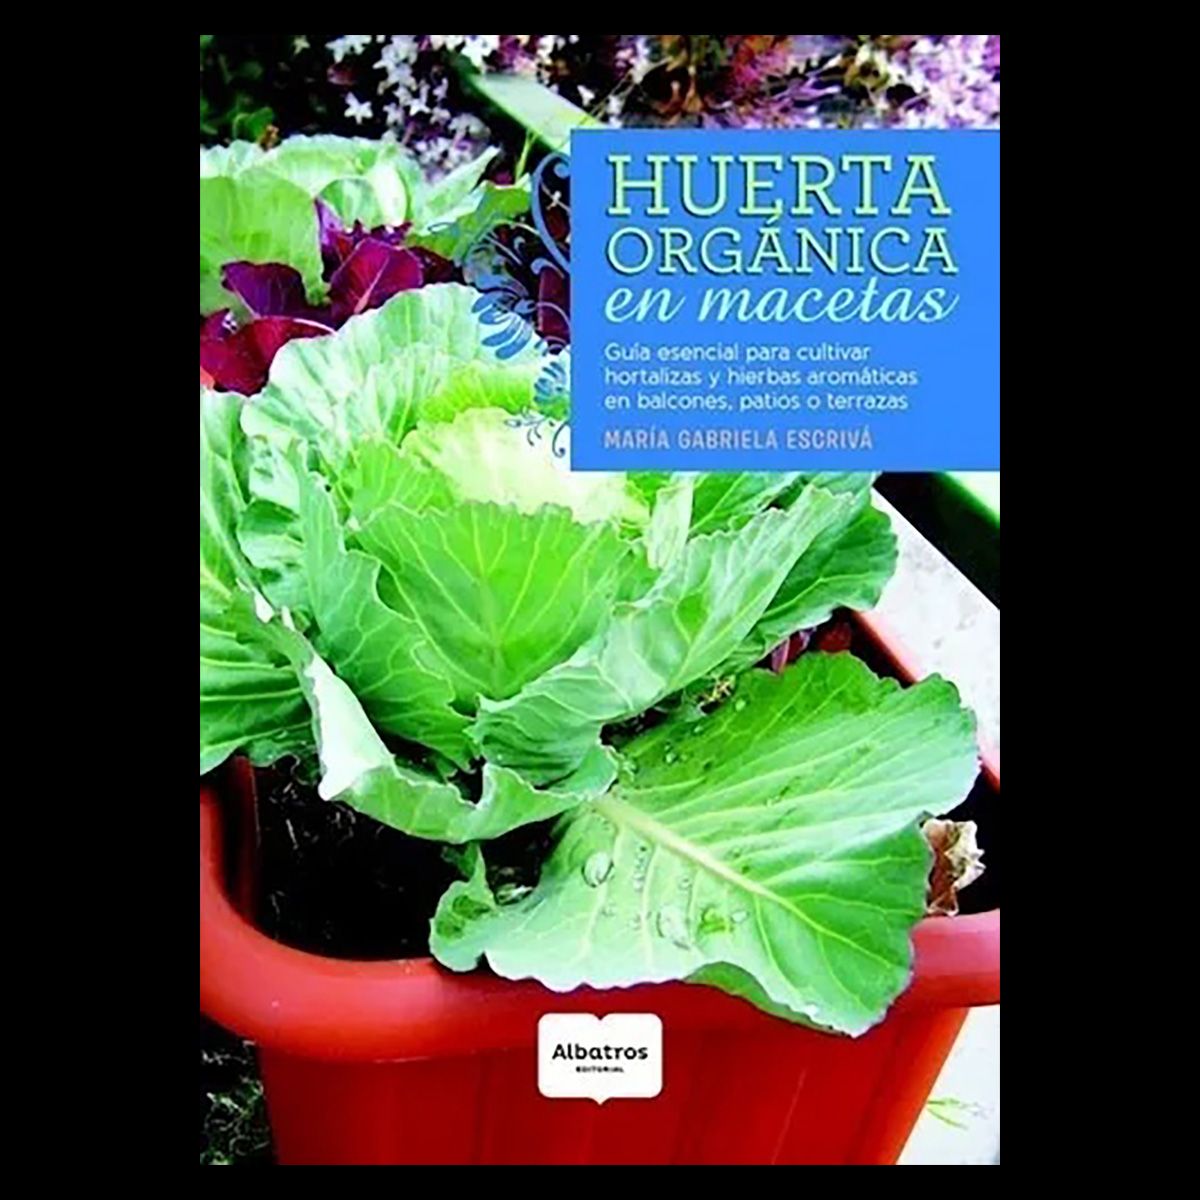 HUERTA
ORGÁNICA
en macetas
Guía esencial para cultivar
hortalizas y hierbas aromáticas
en balcones, patios o terrazas
MARÍA GABRIELA ESCRIVÁ
Albatros
EDITORIAL